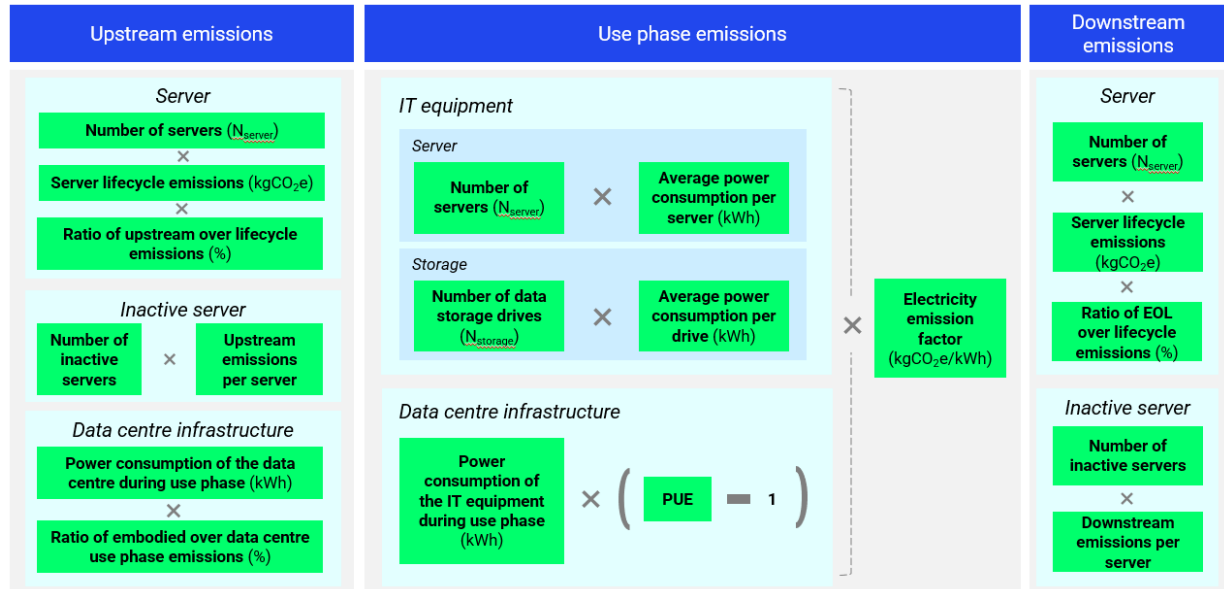 Upstream emissions
Server
Number of servers (Nserver)
×
Server lifecycle emissions (kgCO2e)
×
Ratio of upstream over lifecycle
emissions (%)
Inactive server
Number of
inactive
servers
×
Upstream
emissions
per server
Data centre infrastructure
Power consumption of the data
centre during use phase (kWh)
×
Ratio of embodied over data centre
use phase emissions (%)
Use phase emissions
IT equipment
Server
Number of
servers (Nserver)
×
Average power
consumption per
server (kWh)
Storage
Number of data
storage drives
(Nstorage)
×
Average power
consumption per
drive (kWh)
Data centre infrastructure
Power
consumption of
the IT equipment
during use phase
(kWh)
×
(
PUE
−
1
)
×
Electricity
emission
factor
(kgCO2e/kWh)
Downstream
emissions
Server
Number of
servers (Nserver)
×
Server lifecycle
emissions
(kgCO2e)
×
Ratio of EOL
over lifecycle
emissions (%)
Inactive server
Number of
inactive servers
×
Downstream
emissions per
server